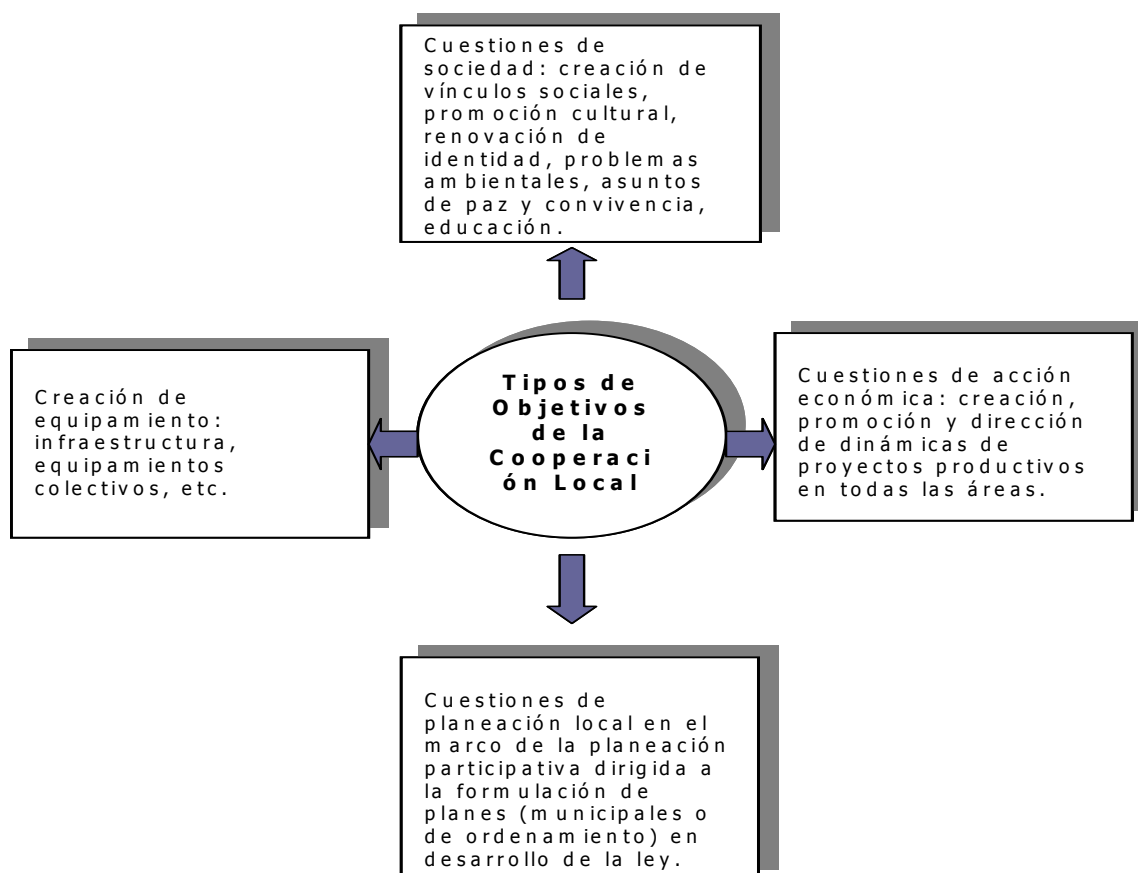 Cuestiones de
sociedad: creación de
vínculos sociales,
promoción cultural,
renovación de
identidad, problemas
ambientales, asuntos
de paz y convivencia,
educación.
Creación de
equipamiento:
infraestructura,
equipamientos
colectivos, etc.
Tipos de
Objetivos
de la
Cooperaci
ón Local
Cuestiones de acción
económica: creación,
promoción y dirección
de dinámicas de
proyectos productivos
en todas las áreas.
Cuestiones de
planeación local en el
marco de la planeación
participativa dirigida a
la formulación de
planes (municipales o
de ordenamiento) en
desarrollo de la ley.